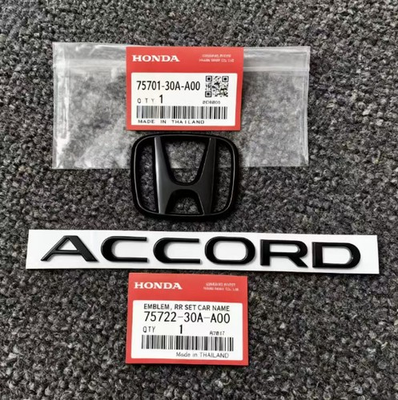 HONDA
75701-30A-A00
QTY 1
MADE IN THAILAND
ACCORD
HONDA
EMBLEM, RR SET CAR NAME
75722-30A-A00
QTY 1
Made in THAILAND